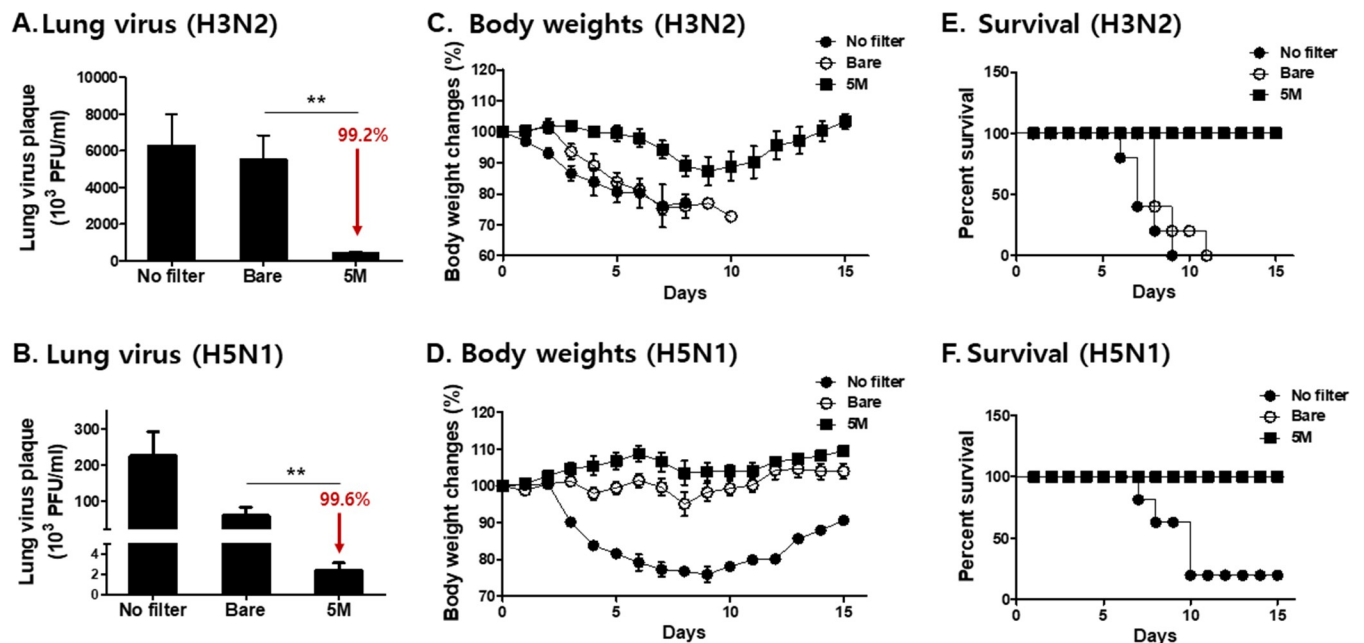 A. Lung virus (H3N2)
Lung virus plaque
(10³ PFU/ml)
10000
8000
6000
4000
2000
0
**
99.2%
No filter
Bare
5M
C. Body weights (H3N2)
No filter
Bare
5M
Body weight changes (%)
120
110
100
90
80
70
60
0
5
10
15
Days
E. Survival (H3N2)
No filter
Bare
5M
Percent survival
150
100
50
0
0
5
10
15
Days
B. Lung virus (H5N1)
Lung virus plaque
(10³ PFU/ml)
300
200
100
4
2
0
**
99.6%
No filter
Bare
5M
D. Body weights (H5N1)
No filter
Bare
5M
Body weight changes (%)
120
110
100
90
80
70
0
5
10
15
Days
F. Survival (H5N1)
No filter
Bare
5M
Percent survival
150
100
50
0
0
5
10
15
Days